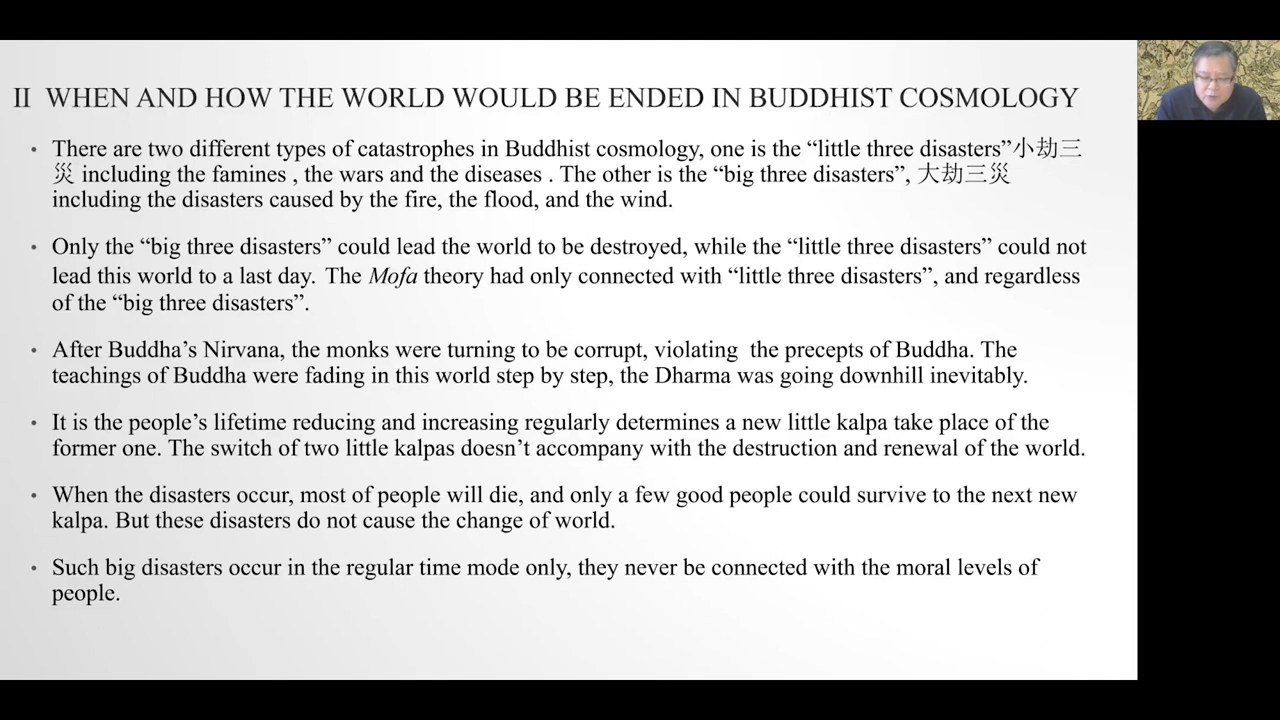 II WHEN AND HOW THE WORLD WOULD BE ENDED IN BUDDHIST COSMOLOGY
• There are two different types of catastrophes in Buddhist cosmology, one is the “little three disasters”小劫三
災 including the famines , the wars and the diseases . The other is the “big three disasters”, 大劫三災
including the disasters caused by the fire, the flood, and the wind.
• Only the “big three disasters” could lead the world to be destroyed, while the “little three disasters” could not
lead this world to a last day. The Mofa theory had only connected with “little three disasters”, and regardless
of the “big three disasters”.
• After Buddha’s Nirvana, the monks were turning to be corrupt, violating the precepts of Buddha. The
teachings of Buddha were fading in this world step by step, the Dharma was going downhill inevitably.
• It is the people’s lifetime reducing and increasing regularly determines a new little kalpa take place of the
former one. The switch of two little kalpas doesn’t accompany with the destruction and renewal of the world.
• When the disasters occur, most of people will die, and only a few good people could survive to the next new
kalpa. But these disasters do not cause the change of world.
• Such big disasters occur in the regular time mode only, they never be connected with the moral levels of
people.